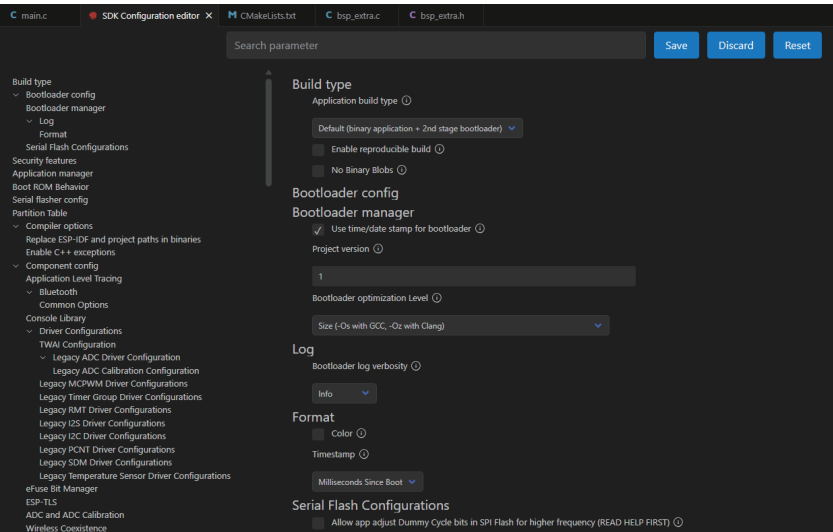 main.c
SDK Configuration editor
CMakeLists.txt
bsp_extra.c
bsp_extra.h
Search parameter
Save
Discard
Reset
Build type
Bootloader config
Bootloader manager
Log
Format
Serial Flash Configurations
Security features
Application manager
Boot ROM Behavior
Serial flasher config
Partition Table
Compiler options
Replace ESP-IDF and project paths in binaries
Enable C++ exceptions
Component config
Application Level Tracing
Bluetooth
Common Options
Console Library
Driver Configurations
TWAI Configuration
Legacy ADC Driver Configuration
Legacy ADC Calibration Configuration
Legacy MCPWM Driver Configurations
Legacy Timer Group Driver Configurations
Legacy RMT Driver Configurations
Legacy I2S Driver Configurations
Legacy I2C Driver Configurations
Legacy PCNT Driver Configurations
Legacy SDM Driver Configurations
Legacy Temperature Sensor Driver Configurations
eFuse Bit Manager
ESP-TLS
ADC and ADC Calibration
Wireless Coexistence
Build type
Application build type
Default (binary application + 2nd stage bootloader)
Enable reproducible build
No Binary Blobs
Bootloader config
Bootloader manager
Use time/date stamp for bootloader
Project version
1
Bootloader optimization Level
Size (-Os with GCC, -Oz with Clang)
Log
Bootloader log verbosity
Info
Format
Color
Timestamp
Milliseconds Since Boot
Serial Flash Configurations
Allow app adjust Dummy Cycle bits in SPI Flash for higher frequency (READ HELP FIRST)